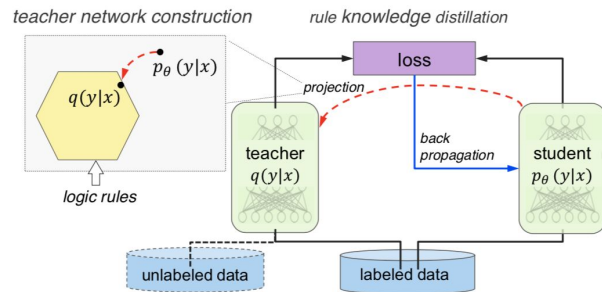 teacher network construction
rule knowledge distillation
loss
p_θ (y|x)
q(y|x)
projection
logic rules
teacher
q(y|x)
back
propagation
student
p_θ (y|x)
unlabeled data
labeled data